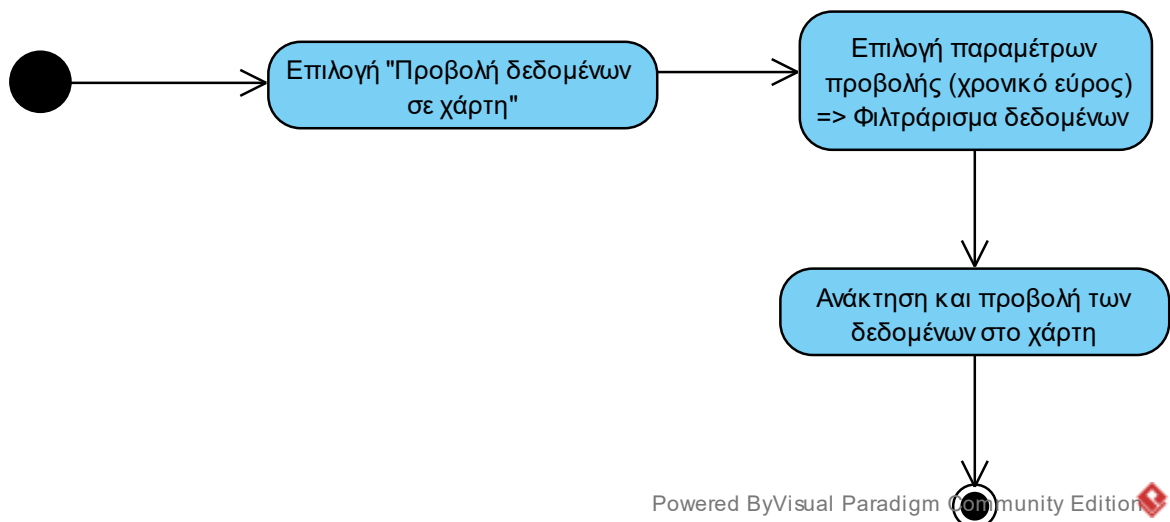 Επιλογή "Προβολή δεδομένων
σε χάρτη"
Επιλογή παραμέτρων
προβολής (χρονικό εύρος)
=> Φιλτράρισμα δεδομένων
Ανάκτηση και προβολή των
δεδομένων στο χάρτη
Powered ByVisual Paradigm Community Edition